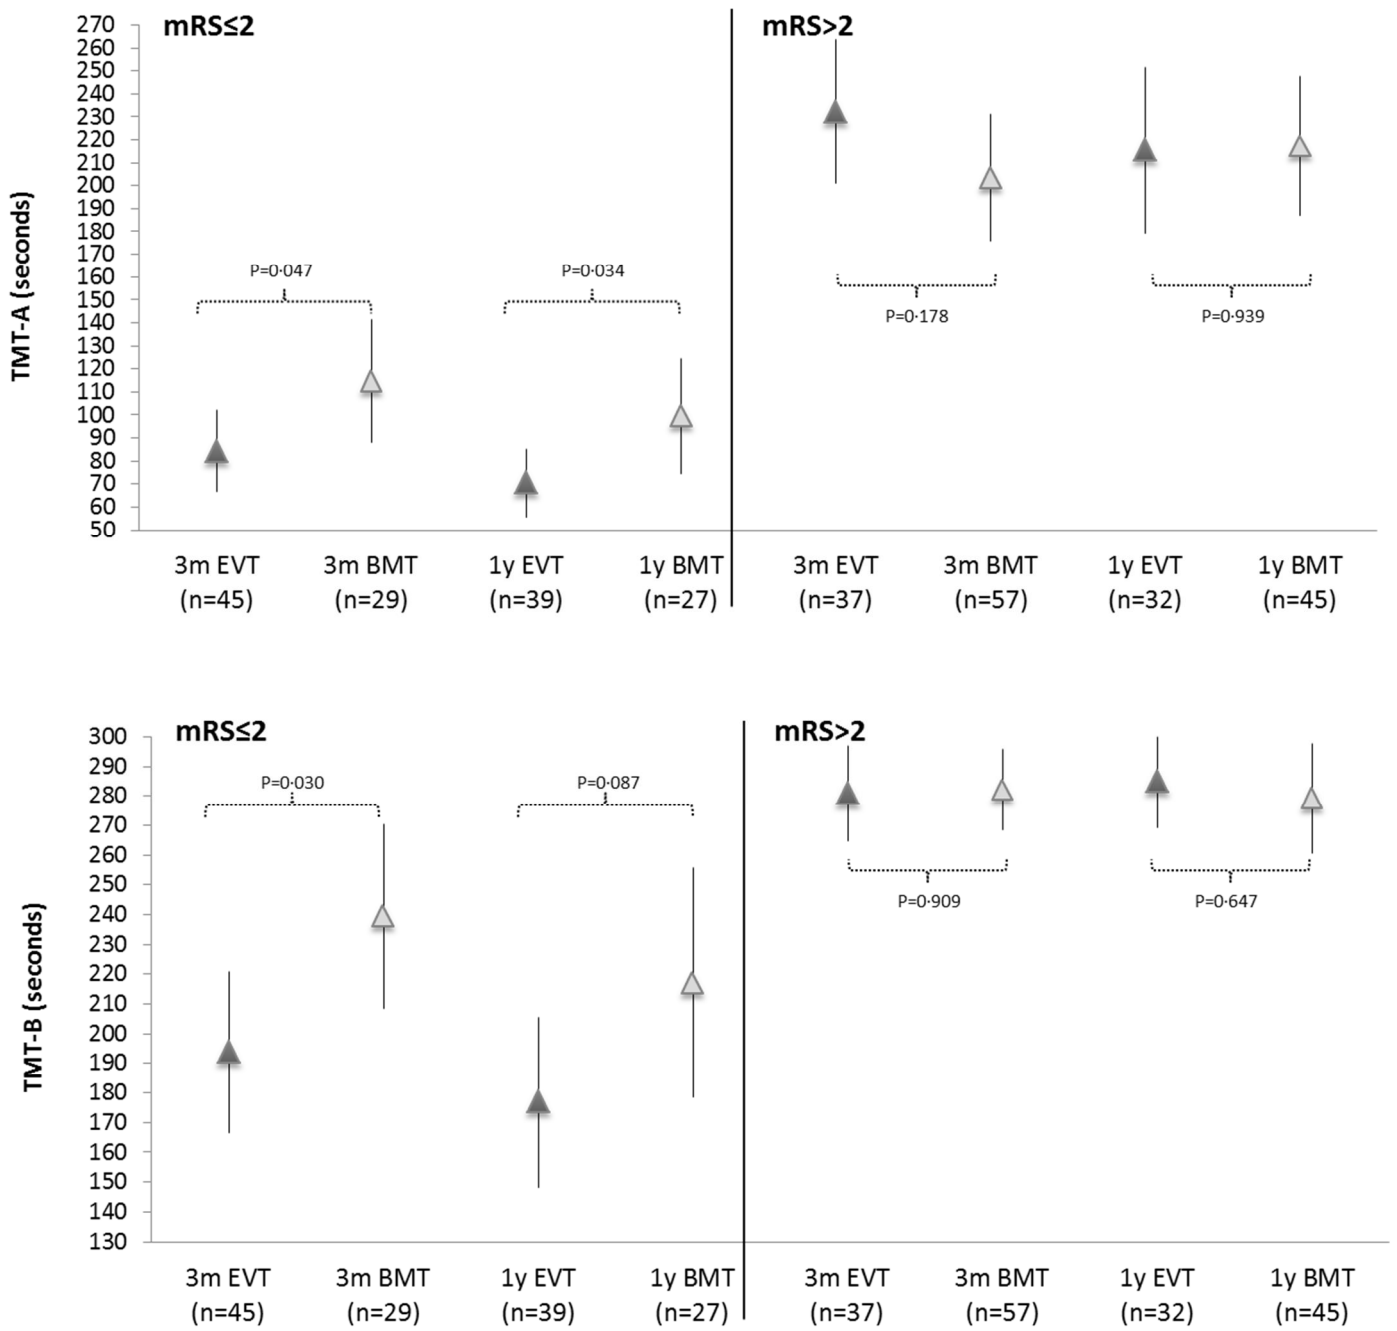 mRS≤2
mRS>2
270
260
250
240
230
220
210
200
190
180
170
160
150
140
130
120
110
100
90
80
70
60
50
TMT-A (seconds)
P=0·047
P=0·034
P=0·178
P=0·939
3m EVT
(n=45)
3m BMT
(n=29)
1y EVT
(n=39)
1y BMT
(n=27)
3m EVT
(n=37)
3m BMT
(n=57)
1y EVT
(n=32)
1y BMT
(n=45)
mRS≤2
mRS>2
300
290
280
270
260
250
240
230
220
210
200
190
180
170
160
150
140
130
TMT-B (seconds)
P=0·030
P=0·087
P=0·909
P=0·647
3m EVT
(n=45)
3m BMT
(n=29)
1y EVT
(n=39)
1y BMT
(n=27)
3m EVT
(n=37)
3m BMT
(n=57)
1y EVT
(n=32)
1y BMT
(n=45)